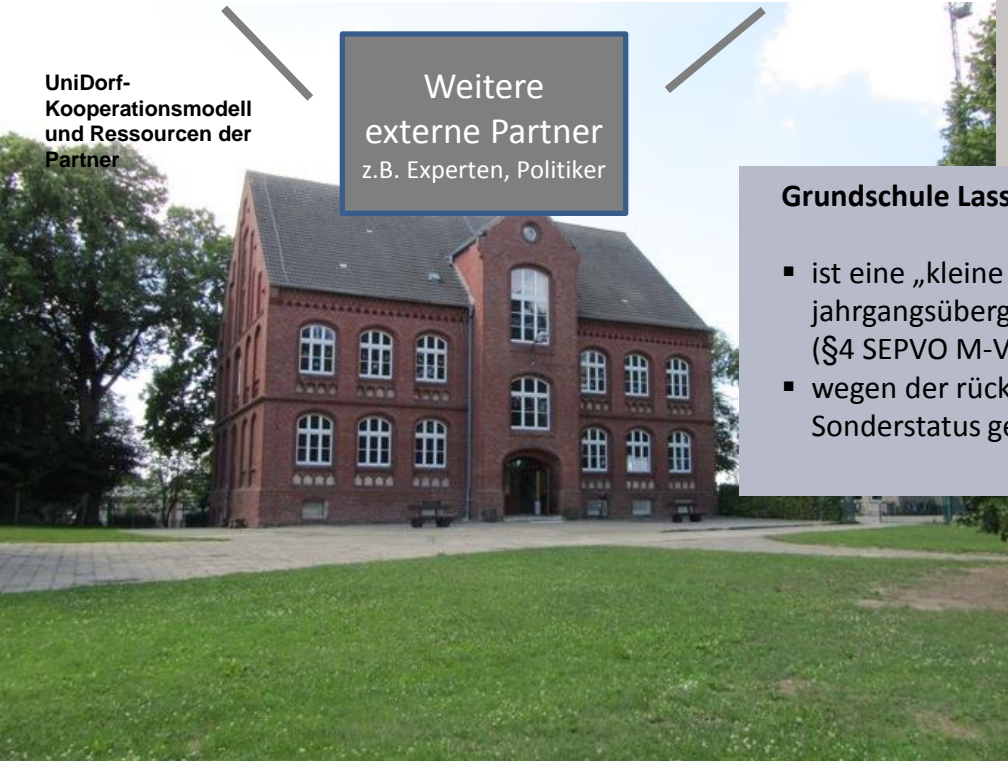 UniDorf-
Kooperationsmodell
und Ressourcen der
Partner
Weitere
externe Partner
z.B. Experten, Politiker
Grundschule Lass
▪ ist eine „kleine
jahrgangsüberg
(§4 SEPVO M-V
▪ wegen der rück
Sonderstatus ge